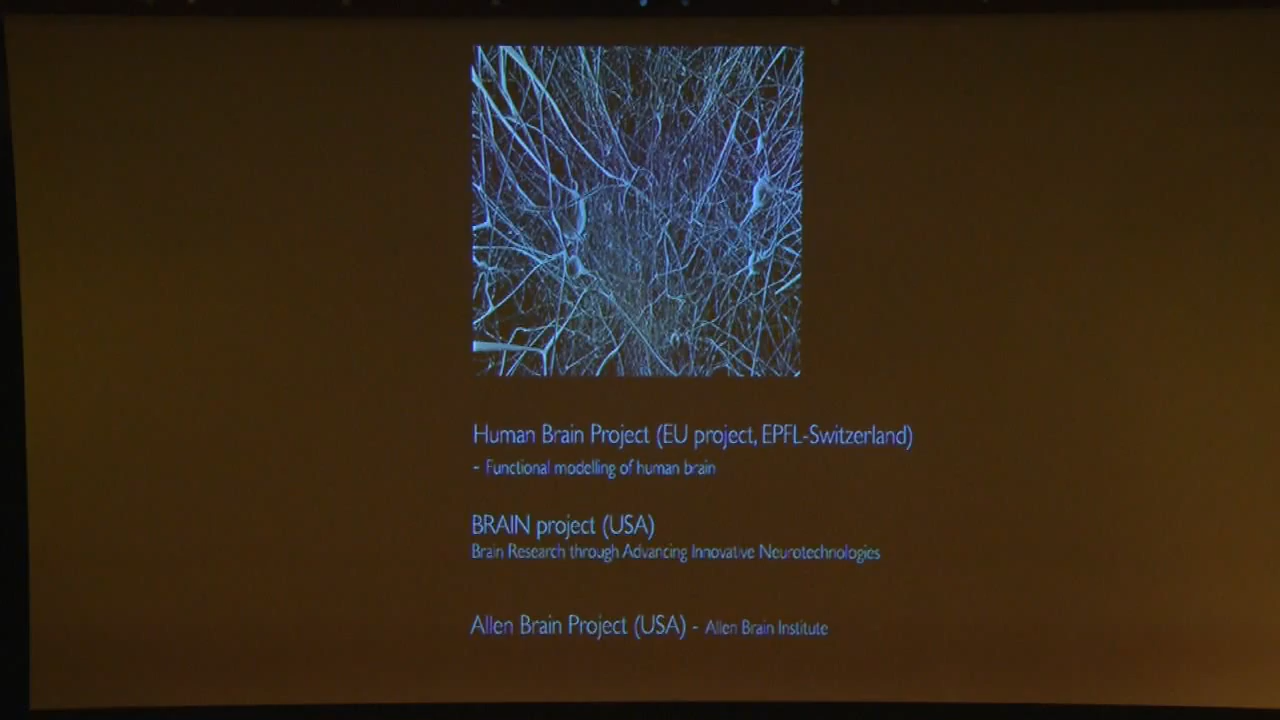 Human Brain Project (EU project, EPFL-Switzerland)
- Functional modelling of human brain
BRAIN project (USA)
Brain Research through Advancing Innovative Neurotechnologies
Allen Brain Project (USA) - Allen Brain Institute